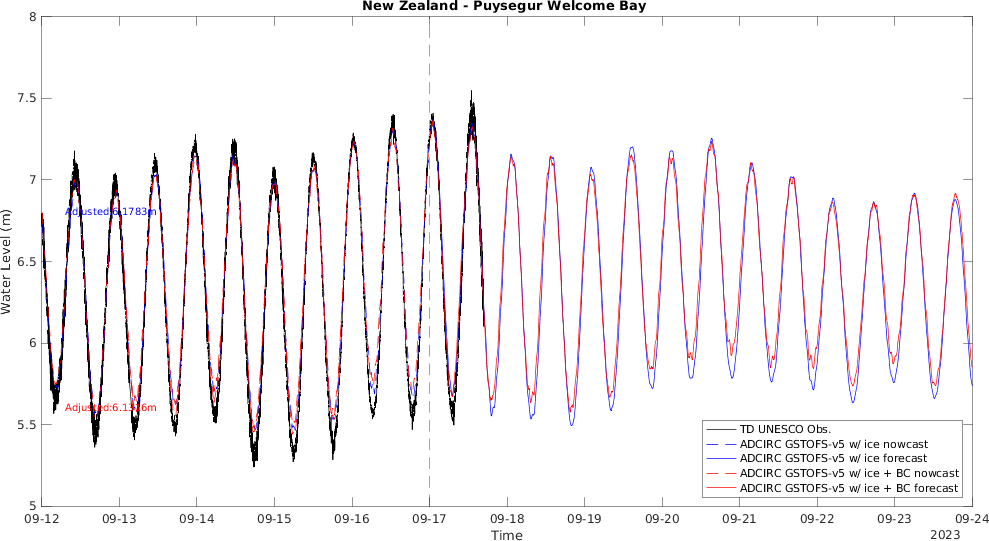 New Zealand - Puysegur Welcome Bay
8
7.5
7
6.5
6
5.5
5
Water Level (m)
Adjusted:6.1783m
Adjusted:6.1326m
TD UNESCO Obs.
ADCIRC GSTOFS-v5 w/ ice nowcast
ADCIRC GSTOFS-v5 w/ ice forecast
ADCIRC GSTOFS-v5 w/ ice + BC nowcast
ADCIRC GSTOFS-v5 w/ ice + BC forecast
09-12 09-13 09-14 09-15 09-16 09-17 09-18 09-19 09-20 09-21 09-22 09-23 09-24
Time
2023